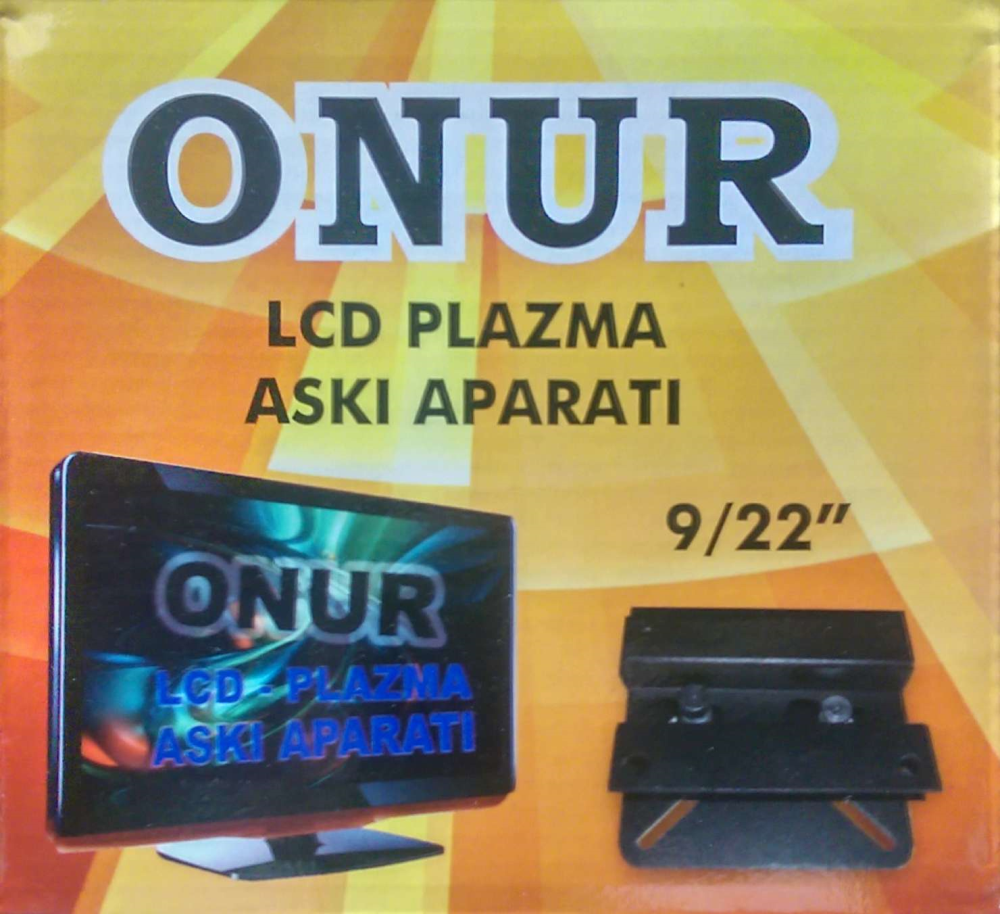 ONUR
LCD PLAZMA
ASKI APARATI
9/22"
ONUR
LCD - PLAZMA
ASKI APARATI